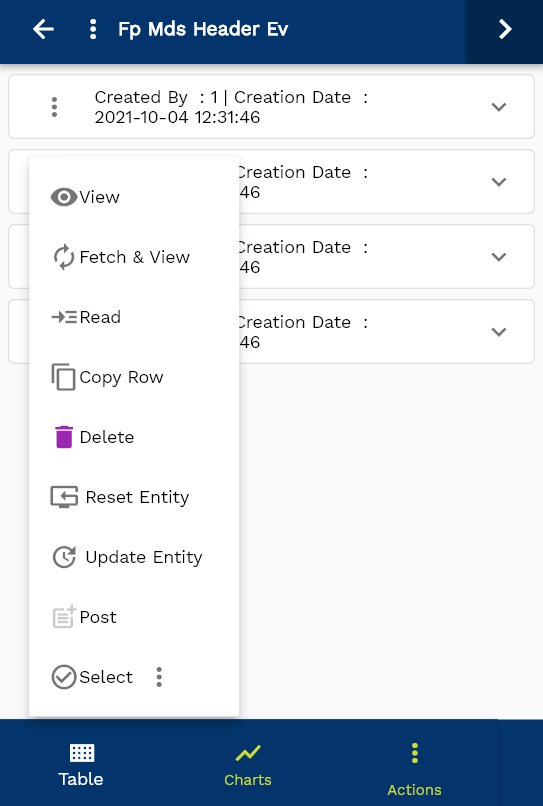 Fp Mds Header Ev
Created By : 1 | Creation Date :
2021-10-04 12:31:46
Creation Date :
46
Creation Date :
46
Creation Date :
46
View
Fetch & View
Read
Copy Row
Delete
Reset Entity
Update Entity
Post
Select
Table
Charts
Actions